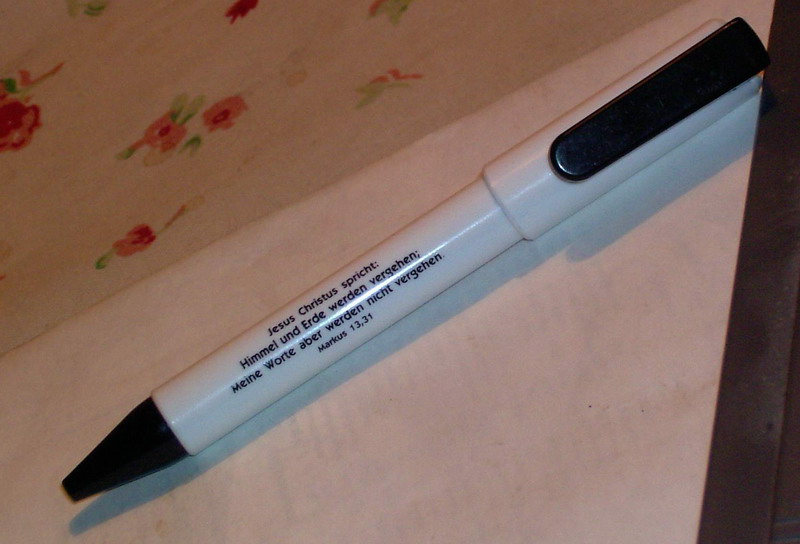 Jesus Christus spricht:
Himmel und Erde werden vergehen;
Meine Worte aber werden nicht vergehen.
Markus 13,31